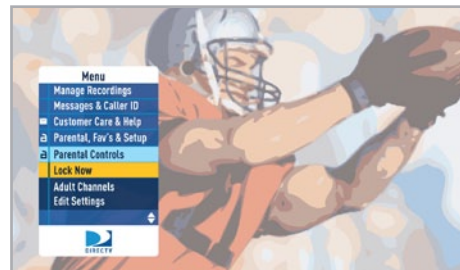 Menu
Manage Recordings
Messages & Caller ID
Customer Care & Help
Parental, Fav's & Setup
Parental Controls
Lock Now
Adult Channels
Edit Settings
DIRECTV